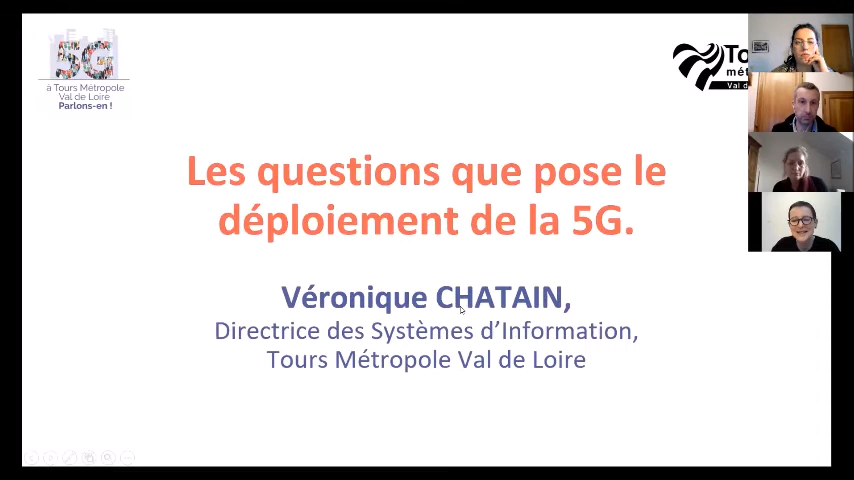 5G
à Tours Métropole
Val de Loire
Parlons-en !
Les questions que pose le
déploiement de la 5G.
Véronique CHATAIN,
Directrice des Systèmes d'Information,
Tours Métropole Val de Loire